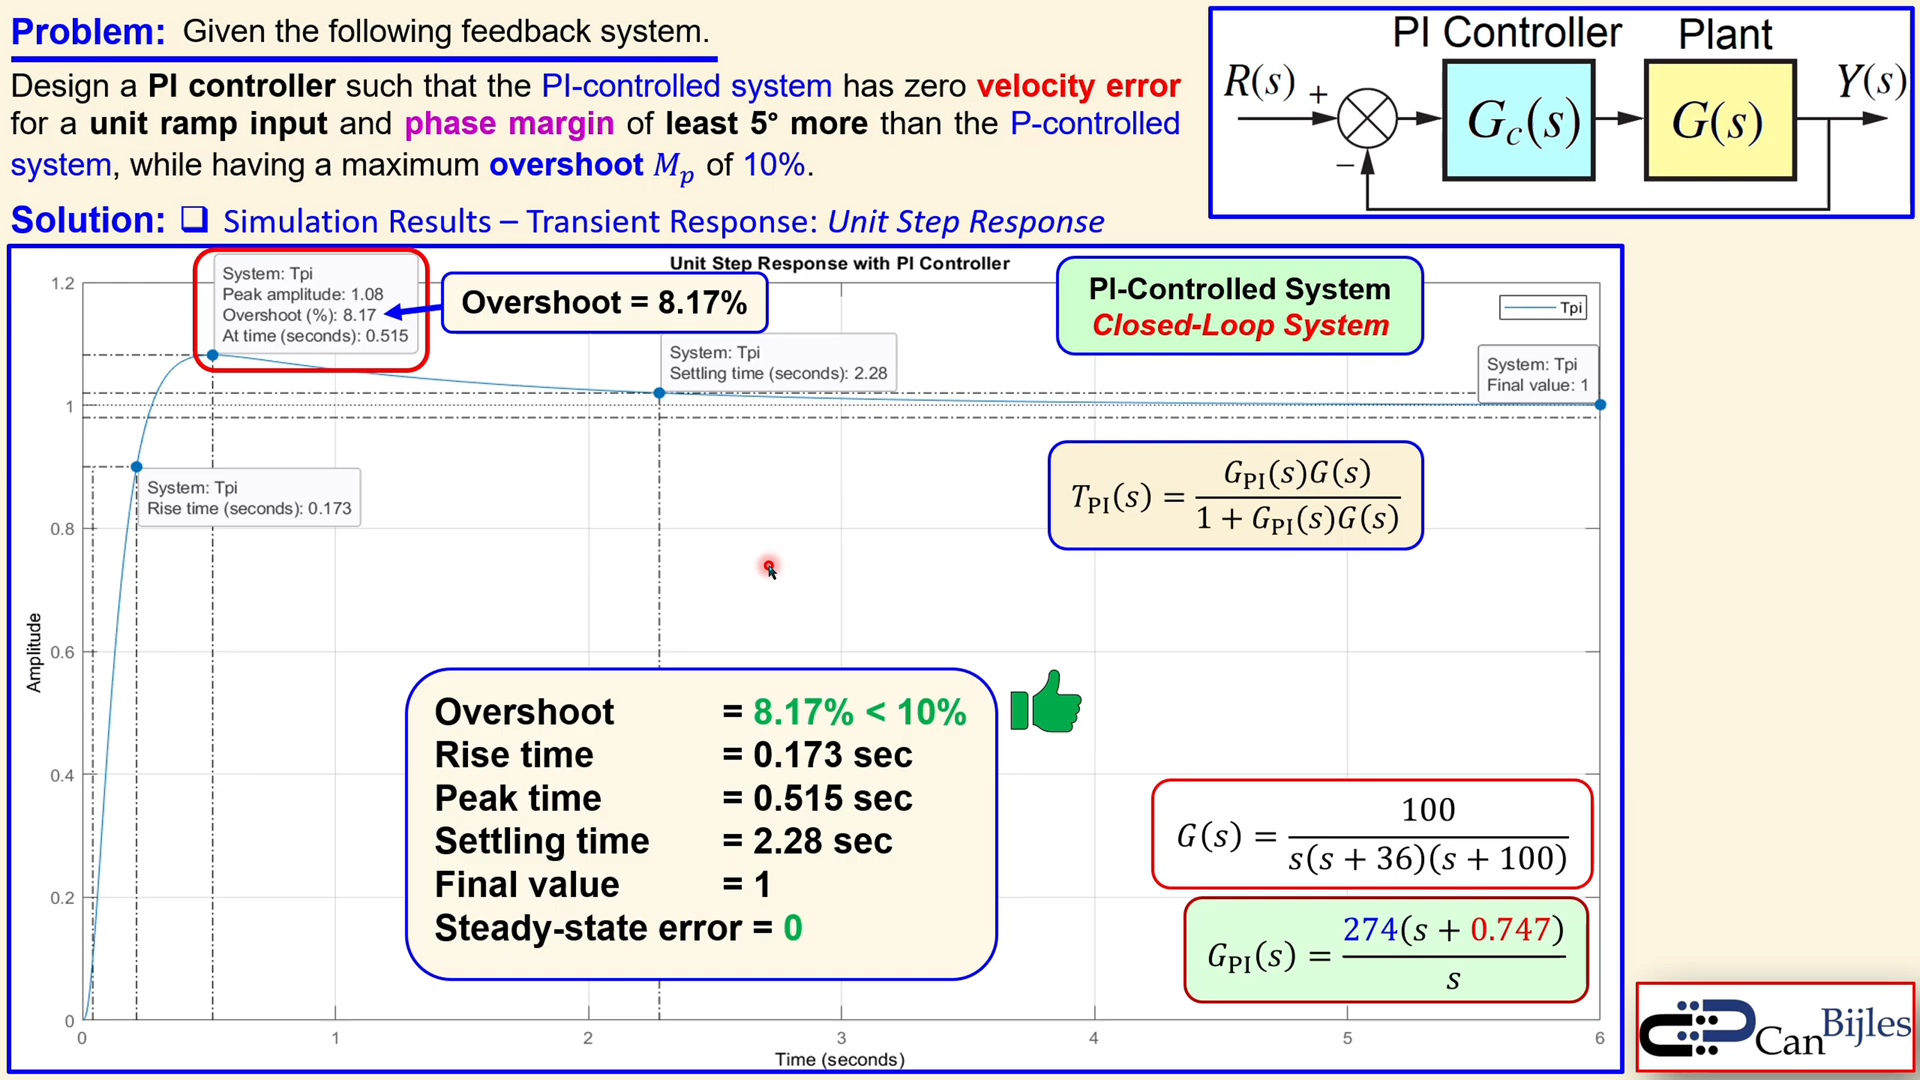 Problem: Given the following feedback system.
Design a PI controller such that the PI-controlled system has zero velocity error
for a unit ramp input and phase margin of least 5° more than the P-controlled
system, while having a maximum overshoot Mp of 10%.
PI Controller Plant
R(s) + Gc(s) G(s) Y(s)
−
Solution: ❑ Simulation Results – Transient Response: Unit Step Response
Unit Step Response with PI Controller
System: Tpi
Peak amplitude: 1.08
Overshoot (%): 8.17
At time (seconds): 0.515
Overshoot = 8.17%
PI-Controlled System
Closed-Loop System
Tpi
System: Tpi
Settling time (seconds): 2.28
System: Tpi
Final value: 1
System: Tpi
Rise time (seconds): 0.173
T_PI(s) = G_PI(s)G(s) / 1 + G_PI(s)G(s)
Overshoot = 8.17% < 10%
Rise time = 0.173 sec
Peak time = 0.515 sec
Settling time = 2.28 sec
Final value = 1
Steady-state error = 0
G(s) = 100 / s(s + 36)(s + 100)
G_PI(s) = 274(s + 0.747) / s
Amplitude
1.2
1
0.8
0.6
0.4
0.2
0
0 1 2 3 4 5 6
Time (seconds)
CanBijles